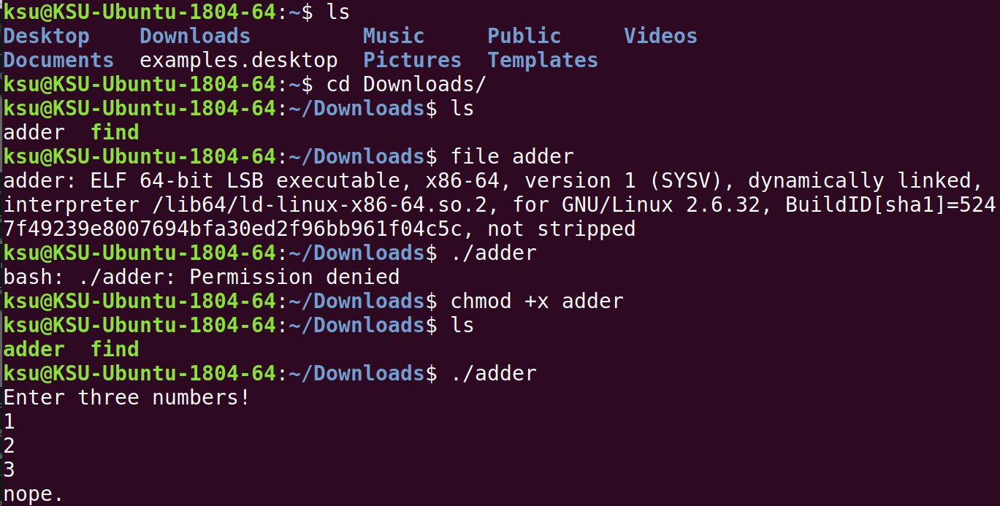 ksu@KSU-Ubuntu-1804-64:~$ ls
Desktop    Downloads         Music     Public     Videos
Documents  examples.desktop  Pictures  Templates
ksu@KSU-Ubuntu-1804-64:~$ cd Downloads/
ksu@KSU-Ubuntu-1804-64:~/Downloads$ ls
adder  find
ksu@KSU-Ubuntu-1804-64:~/Downloads$ file adder
adder: ELF 64-bit LSB executable, x86-64, version 1 (SYSV), dynamically linked,
interpreter /lib64/ld-linux-x86-64.so.2, for GNU/Linux 2.6.32, BuildID[sha1]=524
7f49239e8007694bfa30ed2f96bb961f04c5c, not stripped
ksu@KSU-Ubuntu-1804-64:~/Downloads$ ./adder
bash: ./adder: Permission denied
ksu@KSU-Ubuntu-1804-64:~/Downloads$ chmod +x adder
ksu@KSU-Ubuntu-1804-64:~/Downloads$ ls
adder  find
ksu@KSU-Ubuntu-1804-64:~/Downloads$ ./adder
Enter three numbers!
1
2
3
nope.